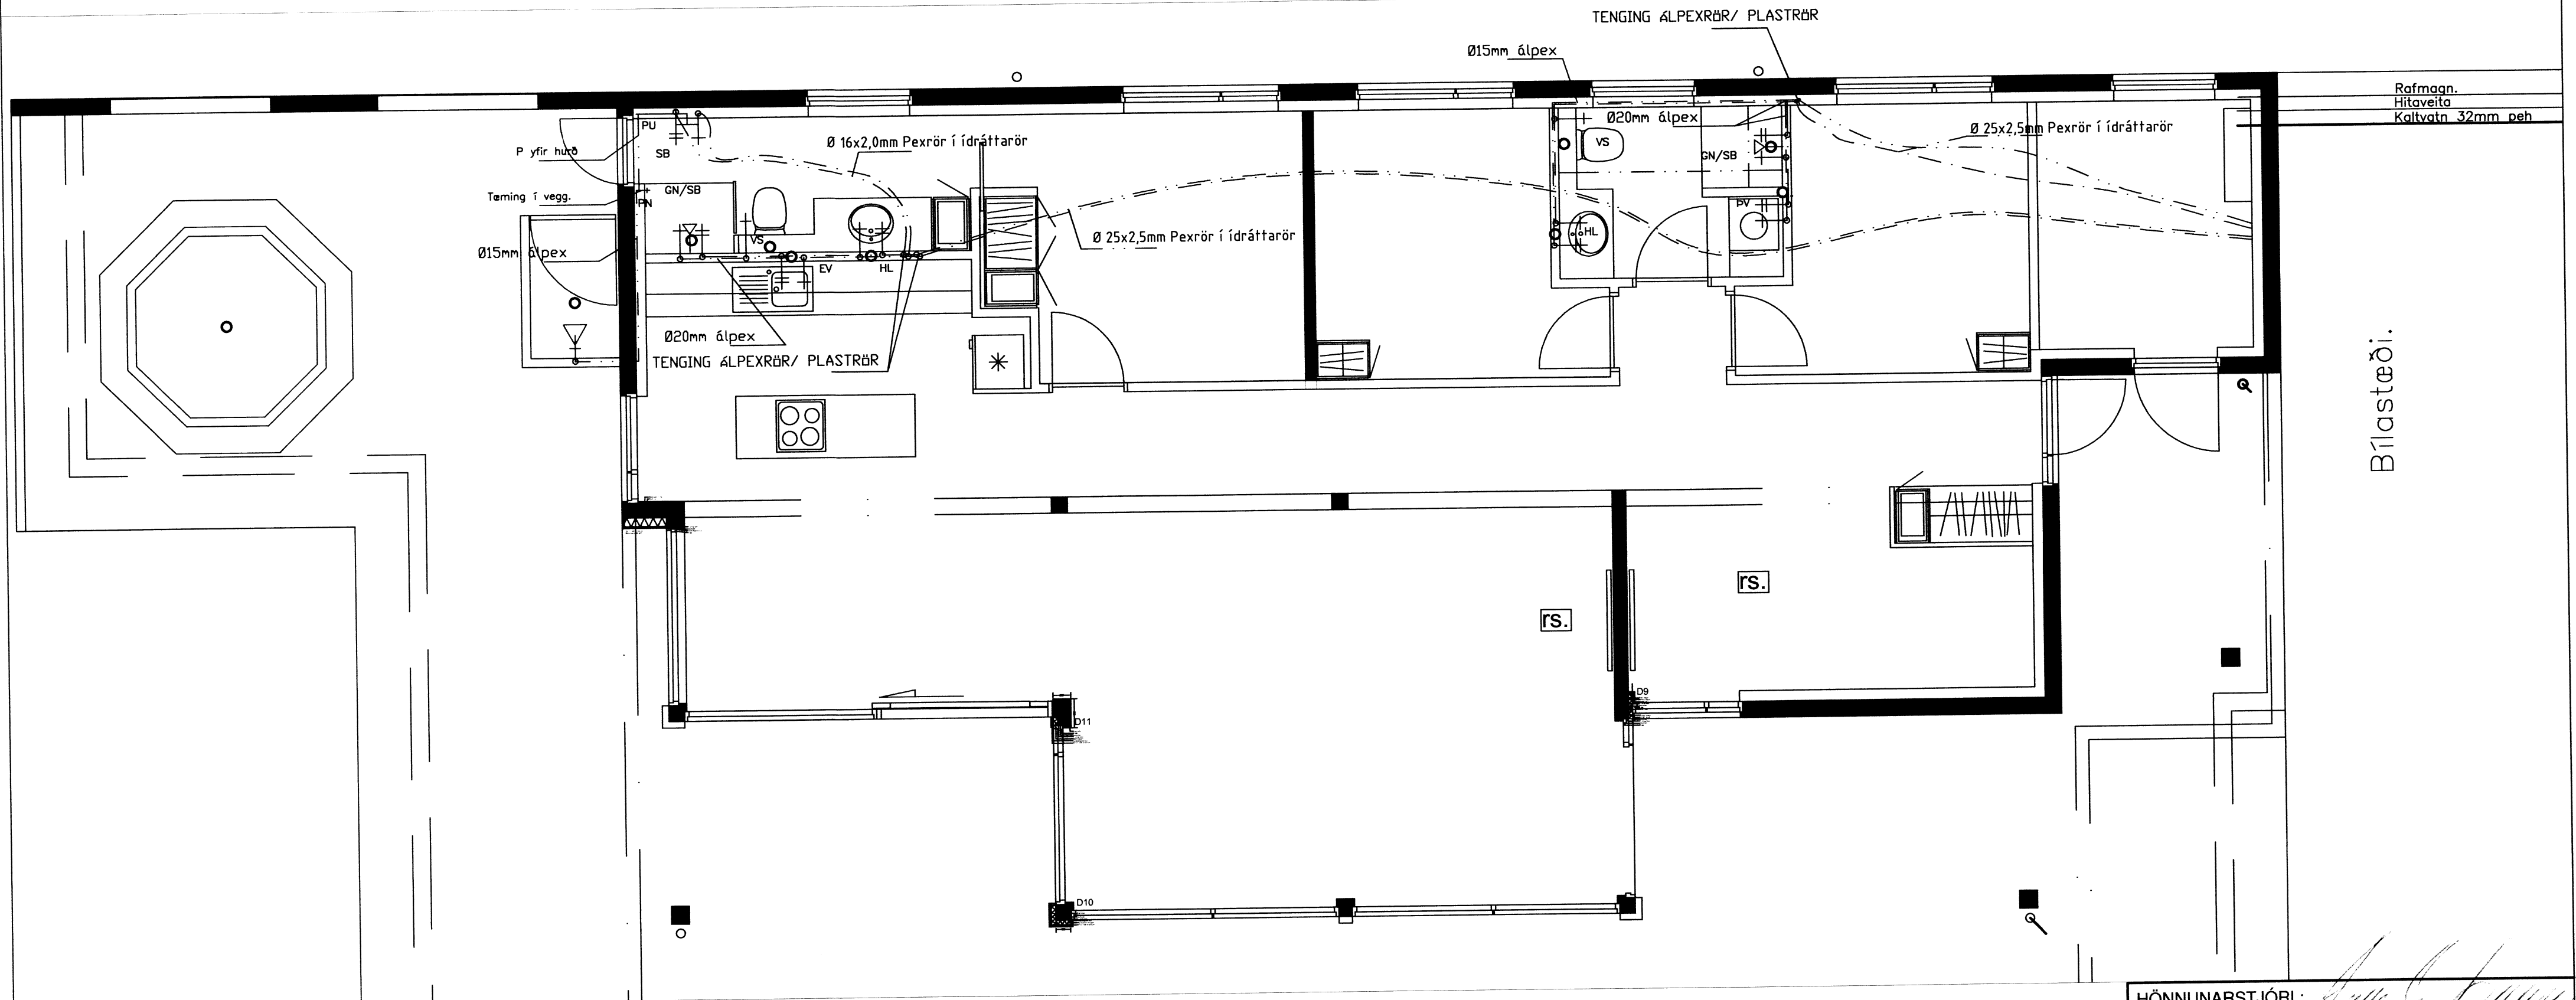 TENGING ÁLPEXRÖR/ PLASTRÖR
Ø15mm álpex
Rafmagn.
Hitaveita
Kaltvatn 32mm peh
PU
P yfir hurð
SB
Ø 16x2,0mm Pexrör í ídráttarör
VS
Ø20mm álpex
GN/SB
Ø 25x2,5mm Pexrör í ídráttarör
Tæming í vegg.
GN/SB
PN
PV
HL
Ø15mm álpex
VS
EV
HL
Ø 25x2,5mm Pexrör í ídráttarör
Ø20mm álpex
TENGING ÁLPEXRÖR/ PLASTRÖR
Bílastæði.
rs.
rs.
D9
D11
D10
HÖNNUNARSTJÓRI: